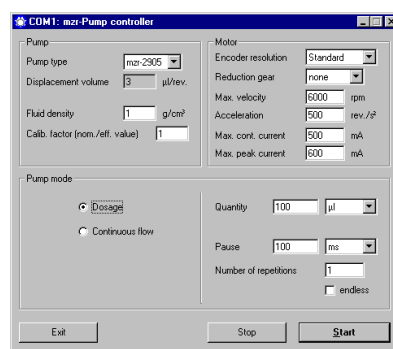 COM1: mzr-Pump controller
Pump
Pump type mzr-2905
Displacement volume 3 µl/rev.
Fluid density 1 g/cm³
Calib. factor (nom./eff. value) 1
Motor
Encoder resolution Standard
Reduction gear none
Max. velocity 6000 rpm
Acceleration 500 rev./s²
Max. cont. current 500 mA
Max. peak current 600 mA
Pump mode
Dosage
Continuous flow
Quantity 100 µl
Pause 100 ms
Number of repetitions 1
endless
Exit Stop Start